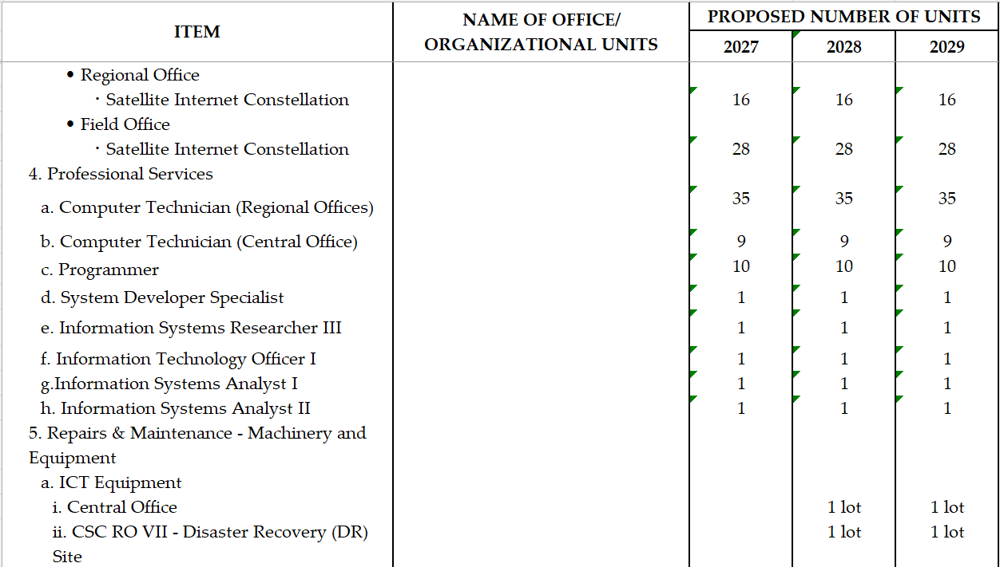 ITEM NAME OF OFFICE/ ORGANIZATIONAL UNITS PROPOSED NUMBER OF UNITS
2027 2028 2029
• Regional Office
· Satellite Internet Constellation 16 16 16
• Field Office
· Satellite Internet Constellation 28 28 28
4. Professional Services
a. Computer Technician (Regional Offices) 35 35 35
b. Computer Technician (Central Office) 9 9 9
c. Programmer 10 10 10
d. System Developer Specialist 1 1 1
e. Information Systems Researcher III 1 1 1
f. Information Technology Officer I 1 1 1
g.Information Systems Analyst I 1 1 1
h. Information Systems Analyst II 1 1 1
5. Repairs & Maintenance - Machinery and
Equipment
a. ICT Equipment
i. Central Office 1 lot 1 lot
ii. CSC RO VII - Disaster Recovery (DR) 1 lot 1 lot
Site